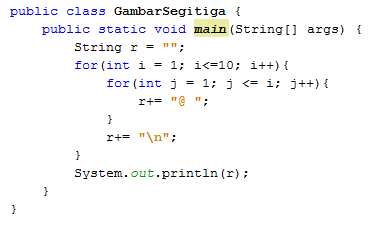 public class GambarSegitiga {
public static void main(String[] args) {
String r = "";
for(int i = 1; i<=10; i++){
for(int j = 1; j <= i; j++){
r+= "@ ";
}
r+= "\n";
}
System.out.println(r);
}
}